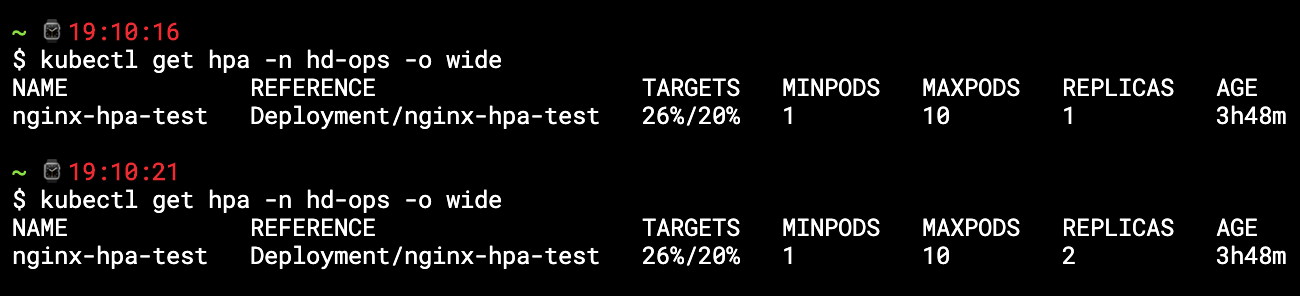 ~ ⌚ 19:10:16
$ kubectl get hpa -n hd-ops -o wide
NAME REFERENCE TARGETS MINPODS MAXPODS REPLICAS AGE
nginx-hpa-test Deployment/nginx-hpa-test 26%/20% 1 10 1 3h48m
~ ⌚ 19:10:21
$ kubectl get hpa -n hd-ops -o wide
NAME REFERENCE TARGETS MINPODS MAXPODS REPLICAS AGE
nginx-hpa-test Deployment/nginx-hpa-test 26%/20% 1 10 2 3h48m